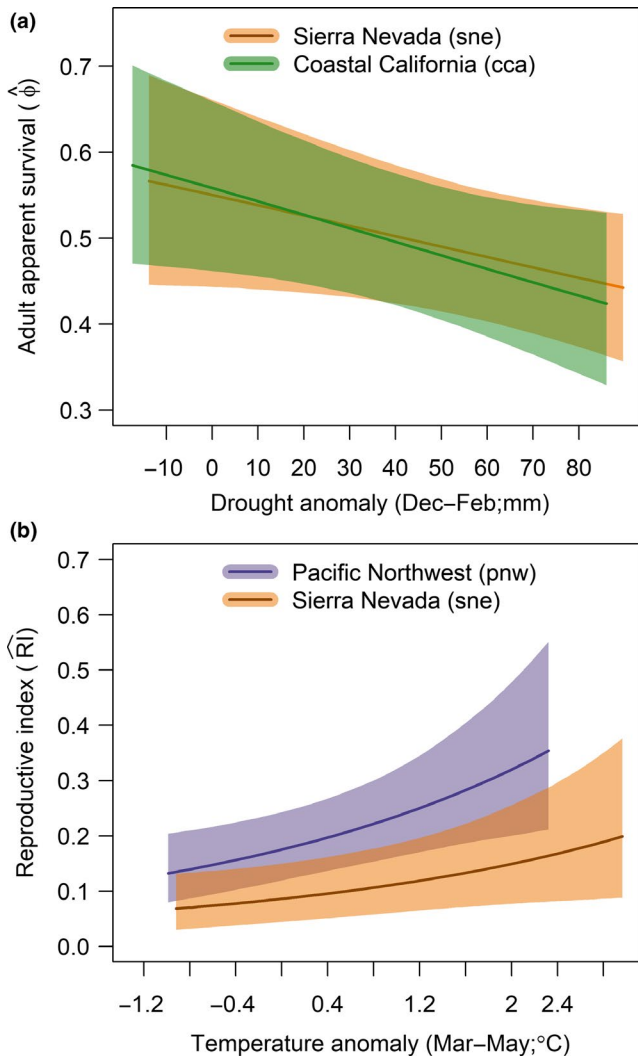 (a)
Sierra Nevada (sne)
Coastal California (cca)
0.7
0.6
0.5
0.4
0.3
Adult apparent survival (ϕ̂)
−10 0 10 20 30 40 50 60 70 80
Drought anomaly (Dec–Feb;mm)
(b)
Pacific Northwest (pnw)
Sierra Nevada (sne)
0.7
0.6
0.5
0.4
0.3
0.2
0.1
0.0
Reproductive index (R̂I)
−1.2 −0.4 0.4 1.2 2 2.4
Temperature anomaly (Mar–May;°C)